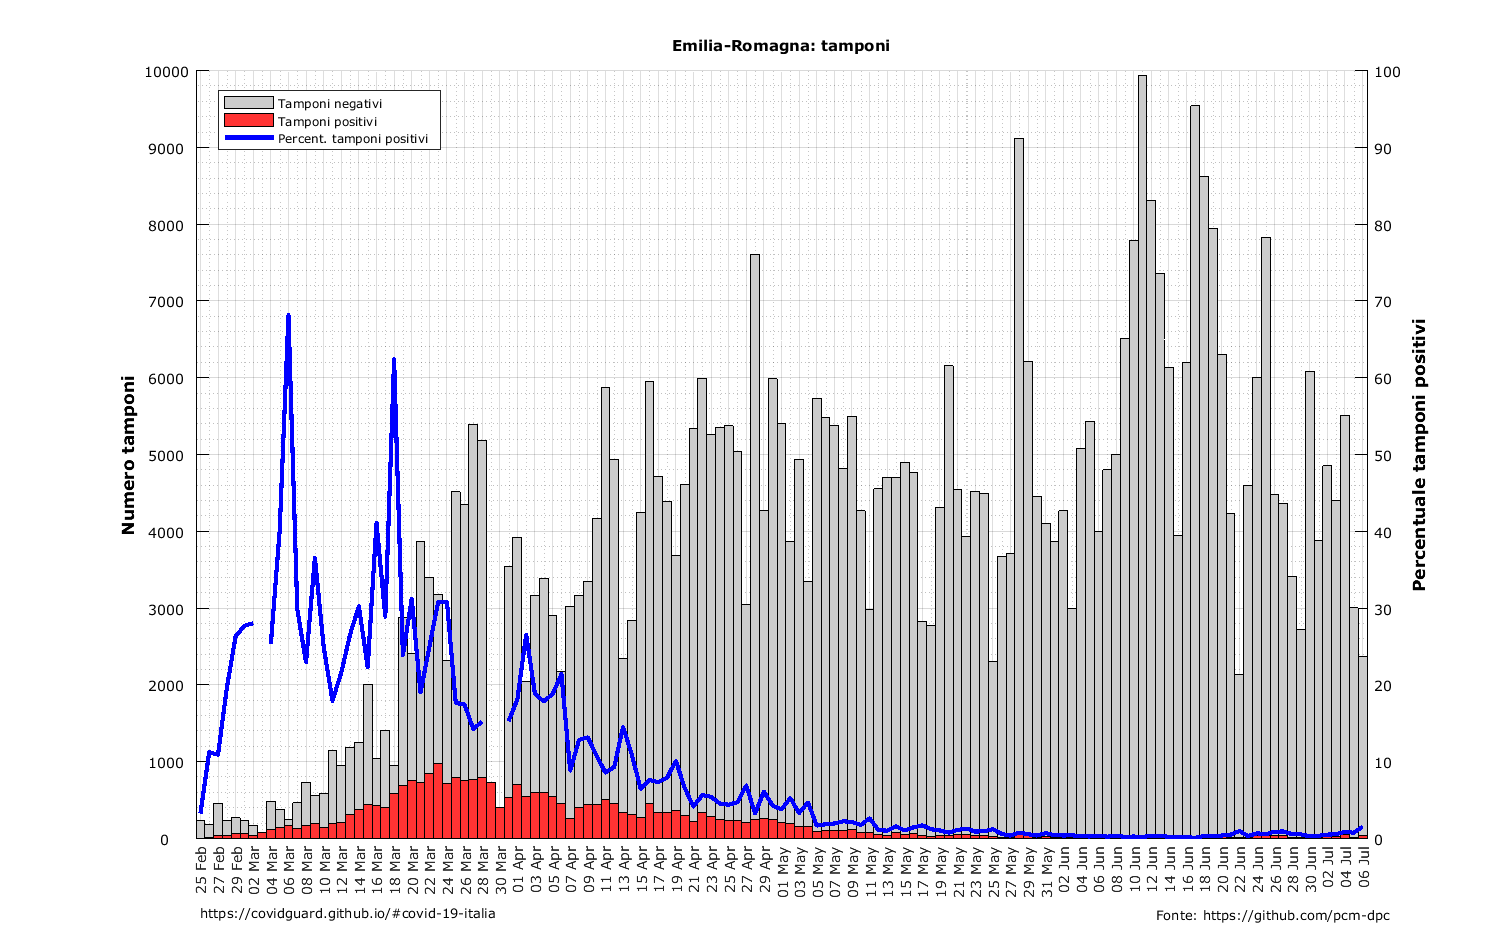 Emilia-Romagna: tamponi
Tamponi negativi
Tamponi positivi
Percent. tamponi positivi
Numero tamponi
10000
9000
8000
7000
6000
5000
4000
3000
2000
1000
0
100
90
80
70
60
50
40
30
20
10
0
Percentuale tamponi positivi
25 Feb
27 Feb
29 Feb
02 Mar
04 Mar
06 Mar
08 Mar
10 Mar
12 Mar
14 Mar
16 Mar
18 Mar
20 Mar
22 Mar
24 Mar
26 Mar
28 Mar
30 Mar
01 Apr
03 Apr
05 Apr
07 Apr
09 Apr
11 Apr
13 Apr
15 Apr
17 Apr
19 Apr
21 Apr
23 Apr
25 Apr
27 Apr
29 Apr
01 May
03 May
05 May
07 May
09 May
11 May
13 May
15 May
17 May
19 May
21 May
23 May
25 May
27 May
29 May
31 May
02 Jun
04 Jun
06 Jun
08 Jun
10 Jun
12 Jun
14 Jun
16 Jun
18 Jun
20 Jun
22 Jun
24 Jun
26 Jun
28 Jun
30 Jun
02 Jul
04 Jul
06 Jul
https://covidguard.github.io/#covid-19-italia
Fonte: https://github.com/pcm-dpc